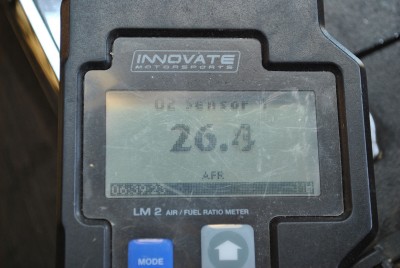 INNOVATE
MOTORSPORTS
O2 Sensor 1
26.4
AFR
06:39:23
LM 2 AIR / FUEL RATIO METER
MODE